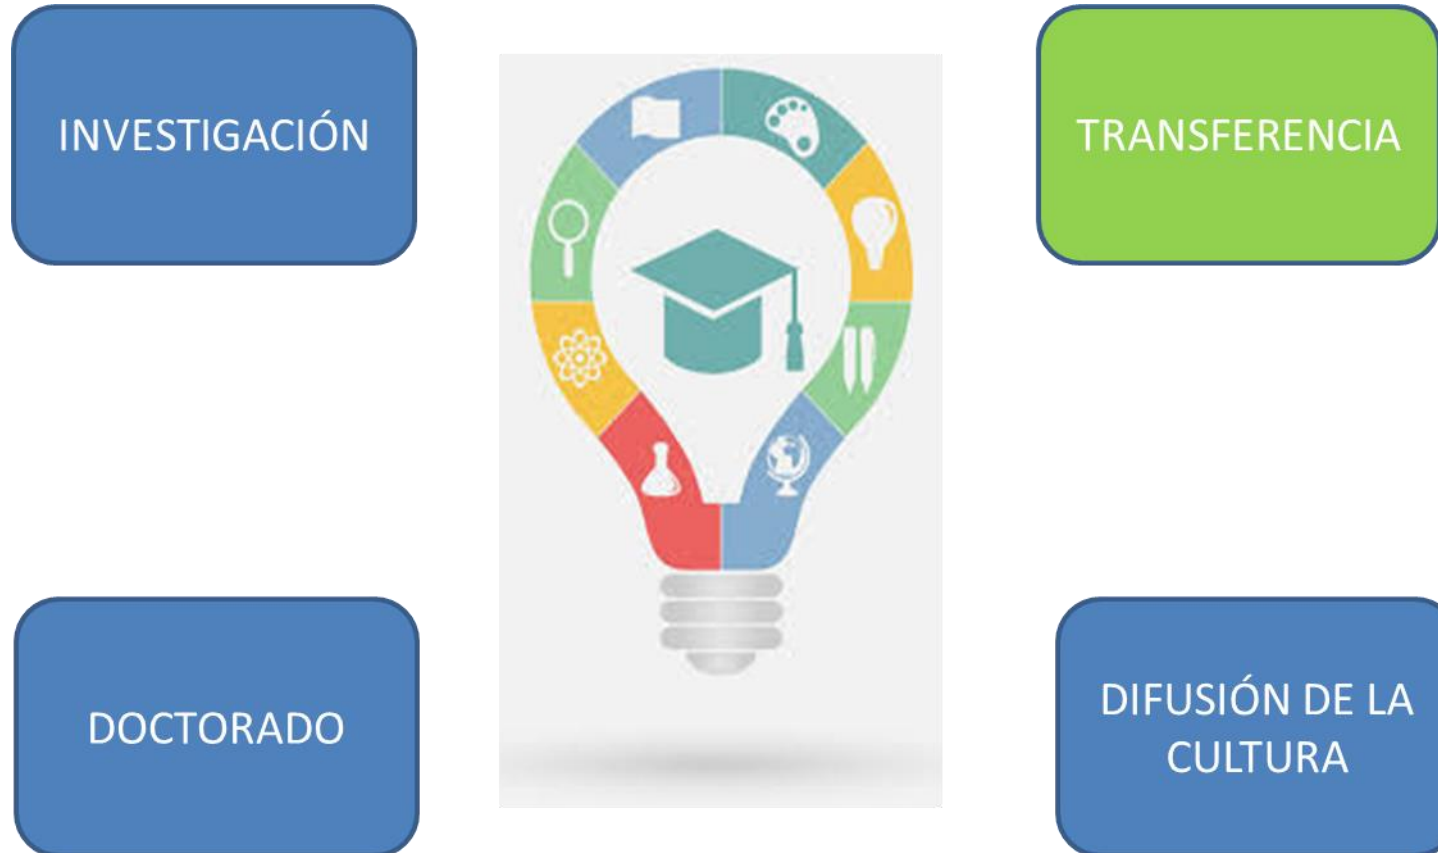 INVESTIGACIÓN
TRANSFERENCIA
DOCTORADO
DIFUSIÓN DE LA
CULTURA